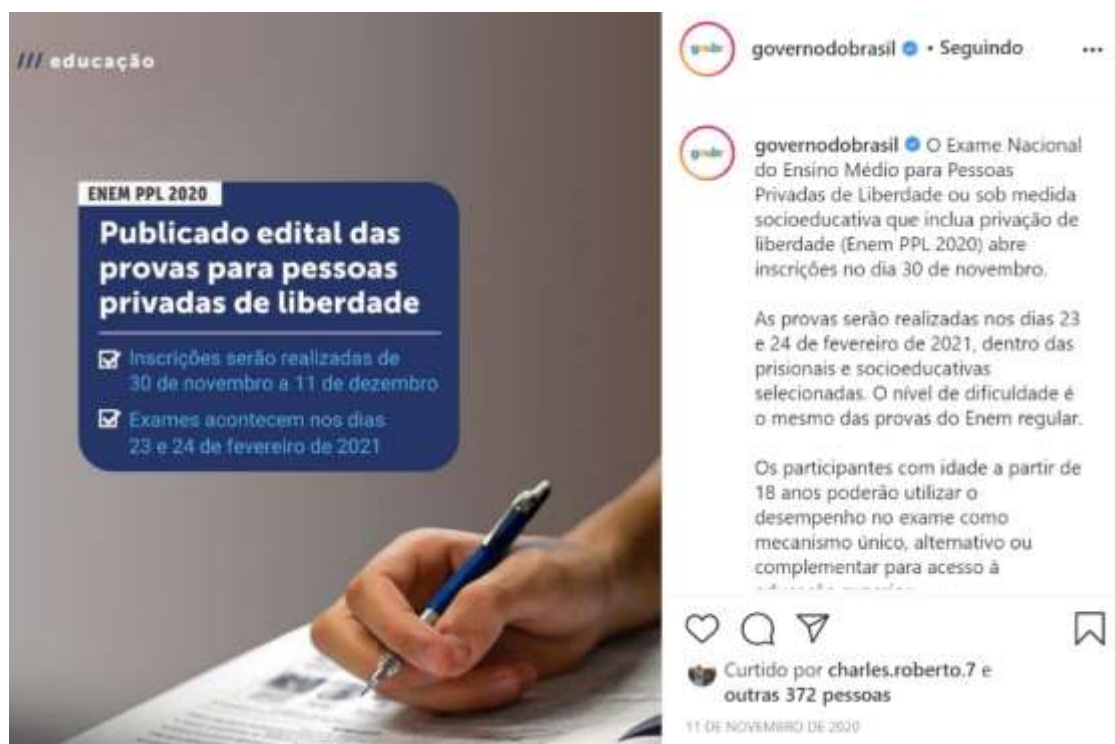 /// educação
ENEM PPL 2020
Publicado edital das
provas para pessoas
privadas de liberdade
Inscrições serão realizadas de
30 de novembro a 11 de dezembro
Exames acontecem nos dias
23 e 24 de fevereiro de 2021
governodobrasil • Seguindo
governodobrasil O Exame Nacional
do Ensino Médio para Pessoas
Privadas de Liberdade ou sob medida
socioeducativa que inclua privação de
liberdade (Enem PPL 2020) abre
inscrições no dia 30 de novembro.
As provas serão realizadas nos dias 23
e 24 de fevereiro de 2021, dentro das
prisionais e socioeducativas
selecionadas. O nível de dificuldade é
o mesmo das provas do Enem regular.
Os participantes com idade a partir de
18 anos poderão utilizar o
desempenho no exame como
mecanismo único, alternativo ou
complementar para acesso à
Curtido por charles.roberto.7 e
outras 372 pessoas
11 DE NOVEMBRO DE 2020